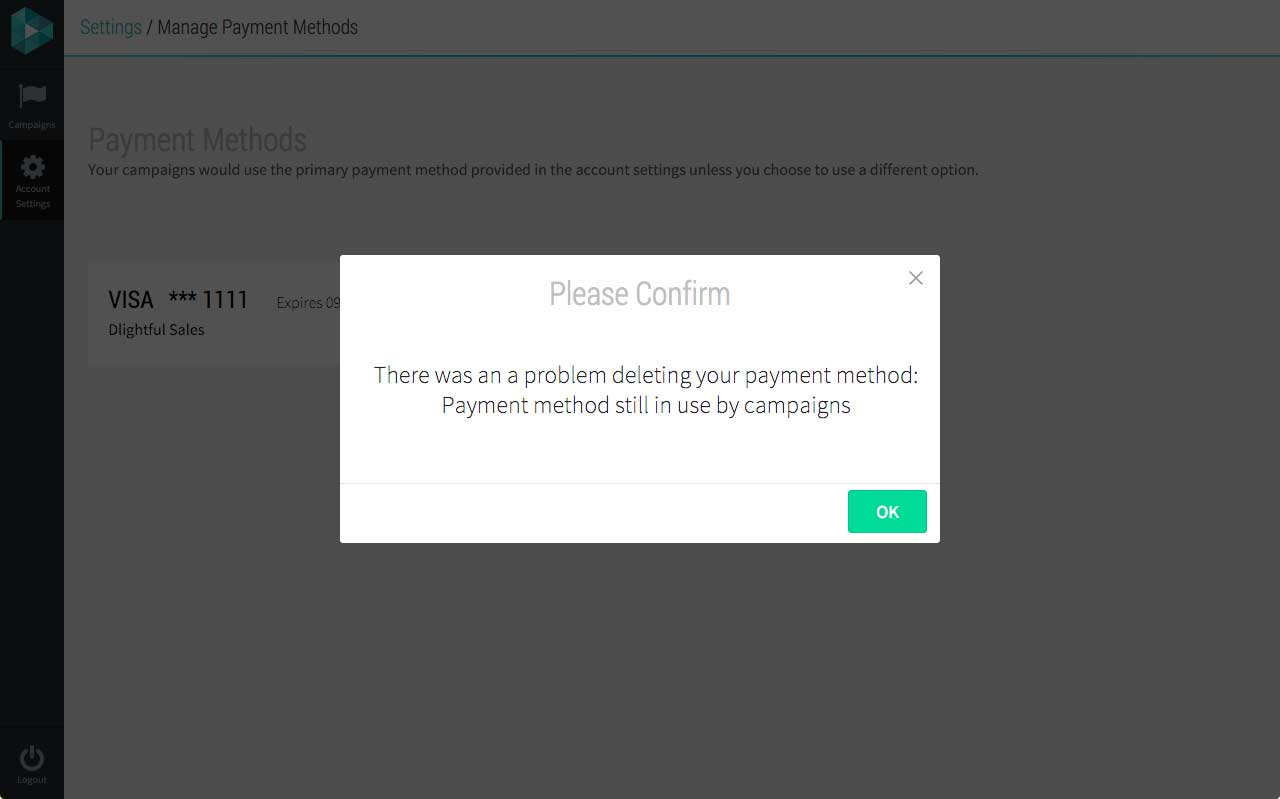 Settings / Manage Payment Methods
Campaigns
Account
Settings
Payment Methods
Your campaigns would use the primary payment method provided in the account settings unless you choose to use a different option.
VISA *** 1111 Expires 09
Dlightful Sales
Please Confirm
There was an a problem deleting your payment method:
Payment method still in use by campaigns
OK
Logout